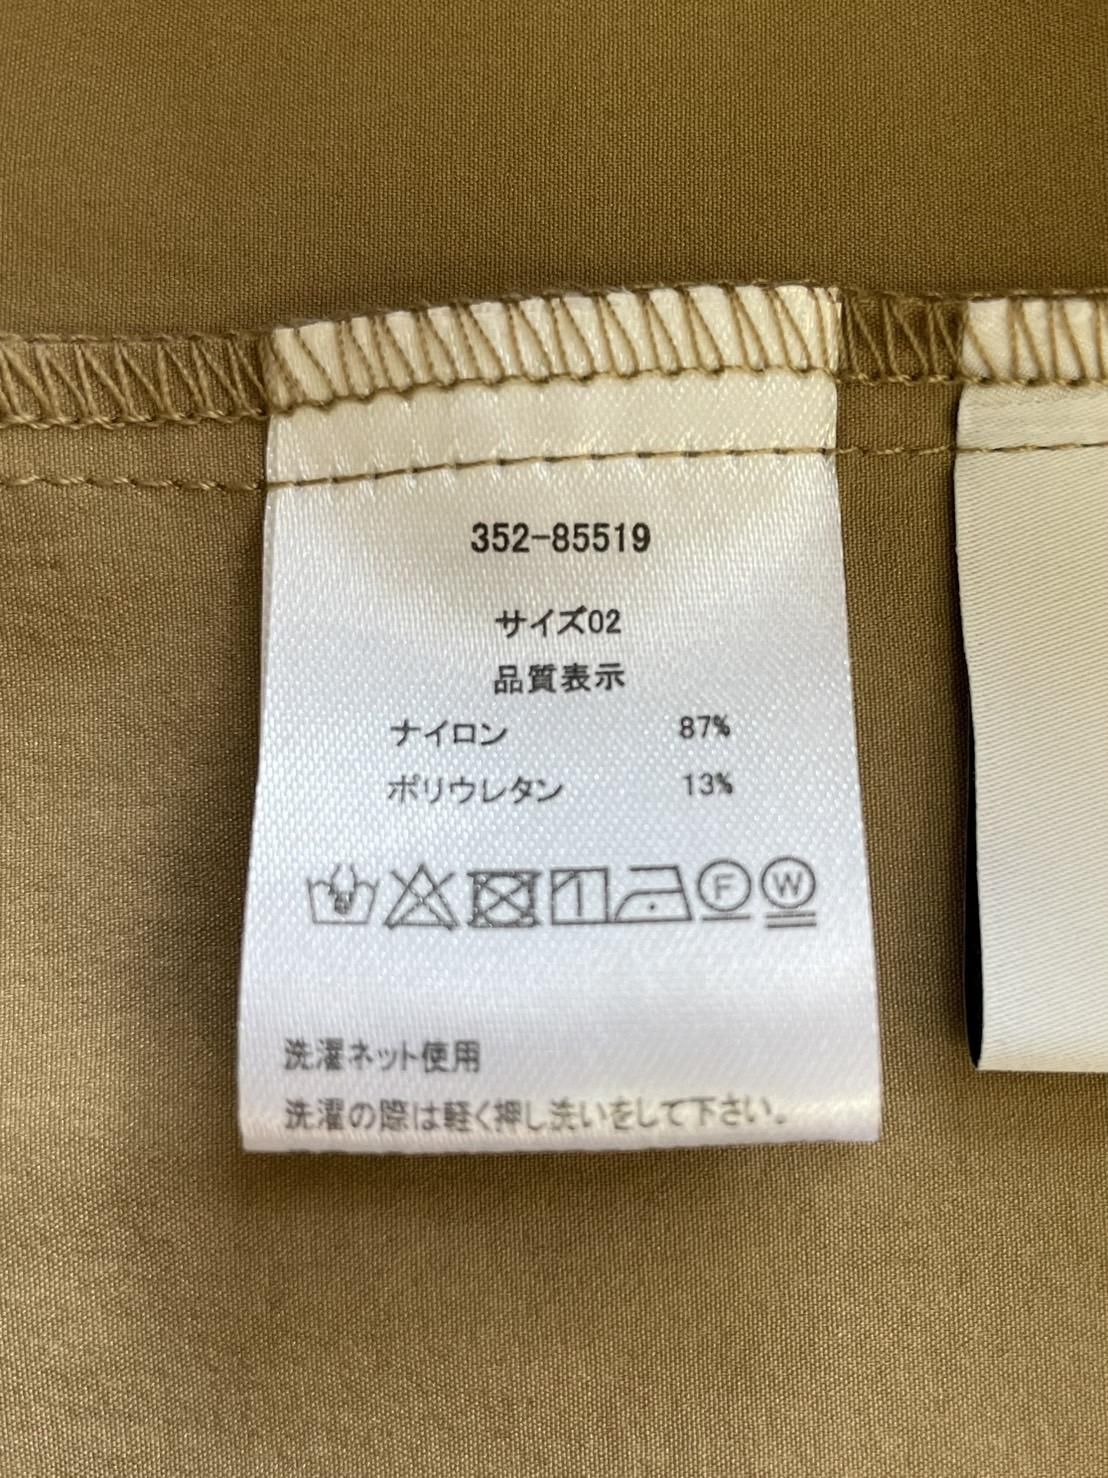 352-85519
サイズ02
品質表示
ナイロン 87%
ポリウレタン 13%
F W
洗濯ネット使用
洗濯の際は軽く押し洗いをして下さい。